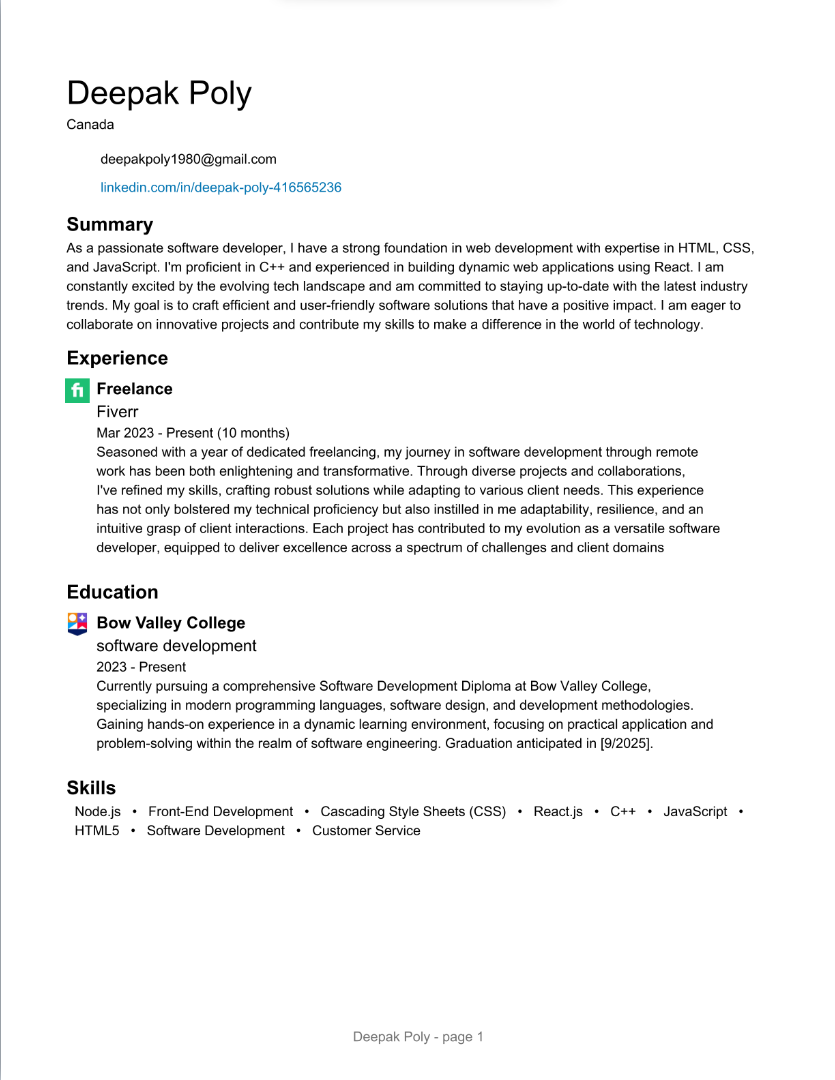 Deepak Poly
Canada
deepakpoly1980@gmail.com
linkedin.com/in/deepak-poly-416565236
Summary
As a passionate software developer, I have a strong foundation in web development with expertise in HTML, CSS,
and JavaScript. I'm proficient in C++ and experienced in building dynamic web applications using React. I am
constantly excited by the evolving tech landscape and am committed to staying up-to-date with the latest industry
trends. My goal is to craft efficient and user-friendly software solutions that have a positive impact. I am eager to
collaborate on innovative projects and contribute my skills to make a difference in the world of technology.
Experience
fi Freelance
Fiverr
Mar 2023 - Present (10 months)
Seasoned with a year of dedicated freelancing, my journey in software development through remote
work has been both enlightening and transformative. Through diverse projects and collaborations,
I've refined my skills, crafting robust solutions while adapting to various client needs. This experience
has not only bolstered my technical proficiency but also instilled in me adaptability, resilience, and an
intuitive grasp of client interactions. Each project has contributed to my evolution as a versatile software
developer, equipped to deliver excellence across a spectrum of challenges and client domains
Education
Bow Valley College
software development
2023 - Present
Currently pursuing a comprehensive Software Development Diploma at Bow Valley College,
specializing in modern programming languages, software design, and development methodologies.
Gaining hands-on experience in a dynamic learning environment, focusing on practical application and
problem-solving within the realm of software engineering. Graduation anticipated in [9/2025].
Skills
Node.js • Front-End Development • Cascading Style Sheets (CSS) • React.js • C++ • JavaScript •
HTML5 • Software Development • Customer Service
Deepak Poly - page 1